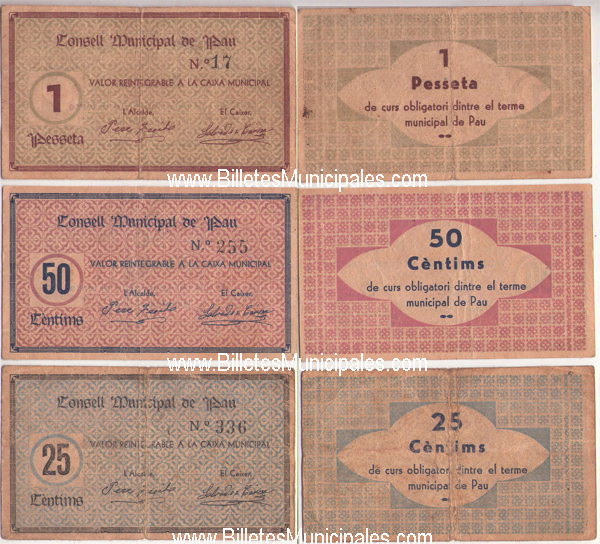 Consell Municipal de Pau
N.º 17
VALOR REINTEGRABLE A LA CAIXA MUNICIPAL
1
Pesseta
L'Alcalde,
El Caixer,
1
Pesseta
de curs obligatori dintre el terme
municipal de Pau
www.BilletesMunicipales.com
Consell Municipal de Pau
N.º 255
VALOR REINTEGRABLE A LA CAIXA MUNICIPAL
50
Cèntims
L'Alcalde,
El Caixer,
50
Cèntims
de curs obligatori dintre el terme
municipal de Pau
www.BilletesMunicipales.com
Consell Municipal de Pau
N.º 336
VALOR REINTEGRABLE A LA CAIXA MUNICIPAL
25
Cèntims
L'Alcalde,
El Caixer,
25
Cèntims
de curs obligatori dintre el terme
municipal de Pau
www.BilletesMunicipales.com